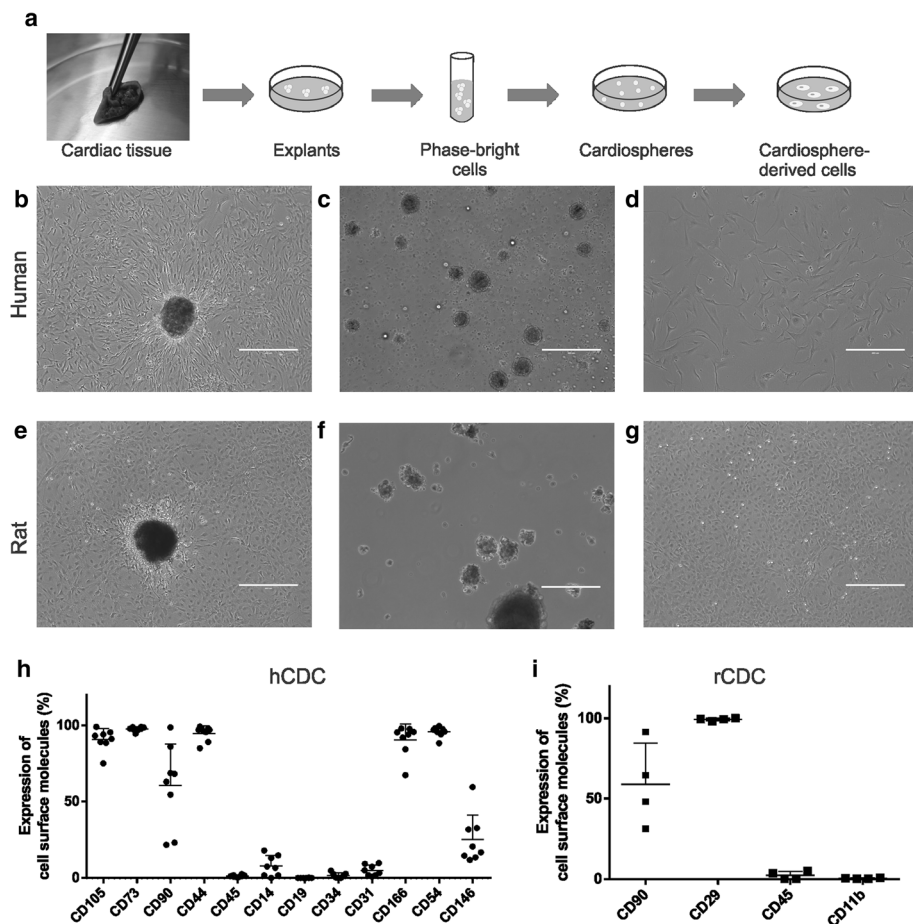 a
Cardiac tissue
Explants
Phase-bright
cells
Cardiospheres
Cardiosphere-
derived cells
b
c
d
Human
e
f
g
Rat
h
hCDC
Expression of
cell surface molecules (%)
100
50
0
CD105
CD73
CD90
CD44
CD45
CD14
CD19
CD34
CD31
CD166
CD54
CD146
i
rCDC
Expression of
cell surface molecules (%)
100
50
0
CD90
CD29
CD45
CD11b